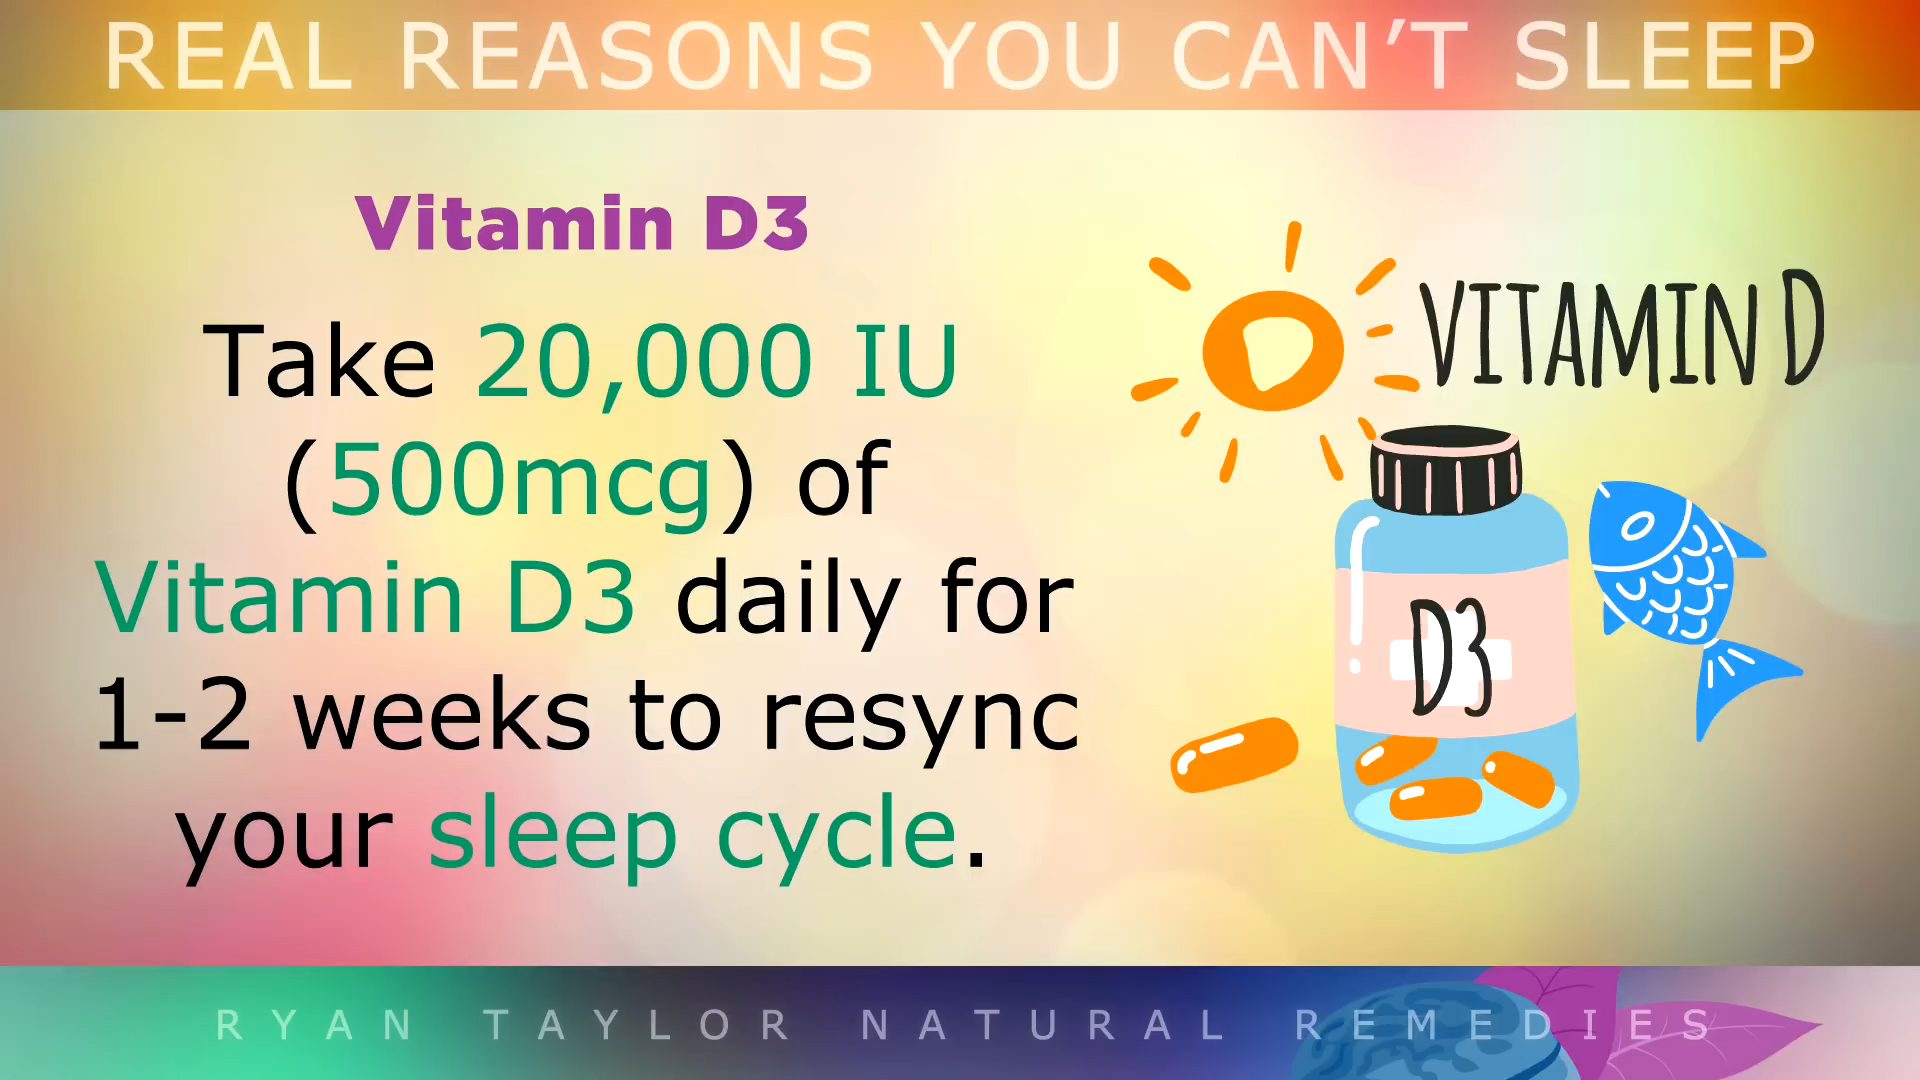 REAL REASONS YOU CAN'T SLEEP
Vitamin D3
Take 20,000 IU
(500mcg) of
Vitamin D3 daily for
1-2 weeks to resync
your sleep cycle.
VITAMIN D
D3
RYAN TAYLOR NATURAL REMEDIES